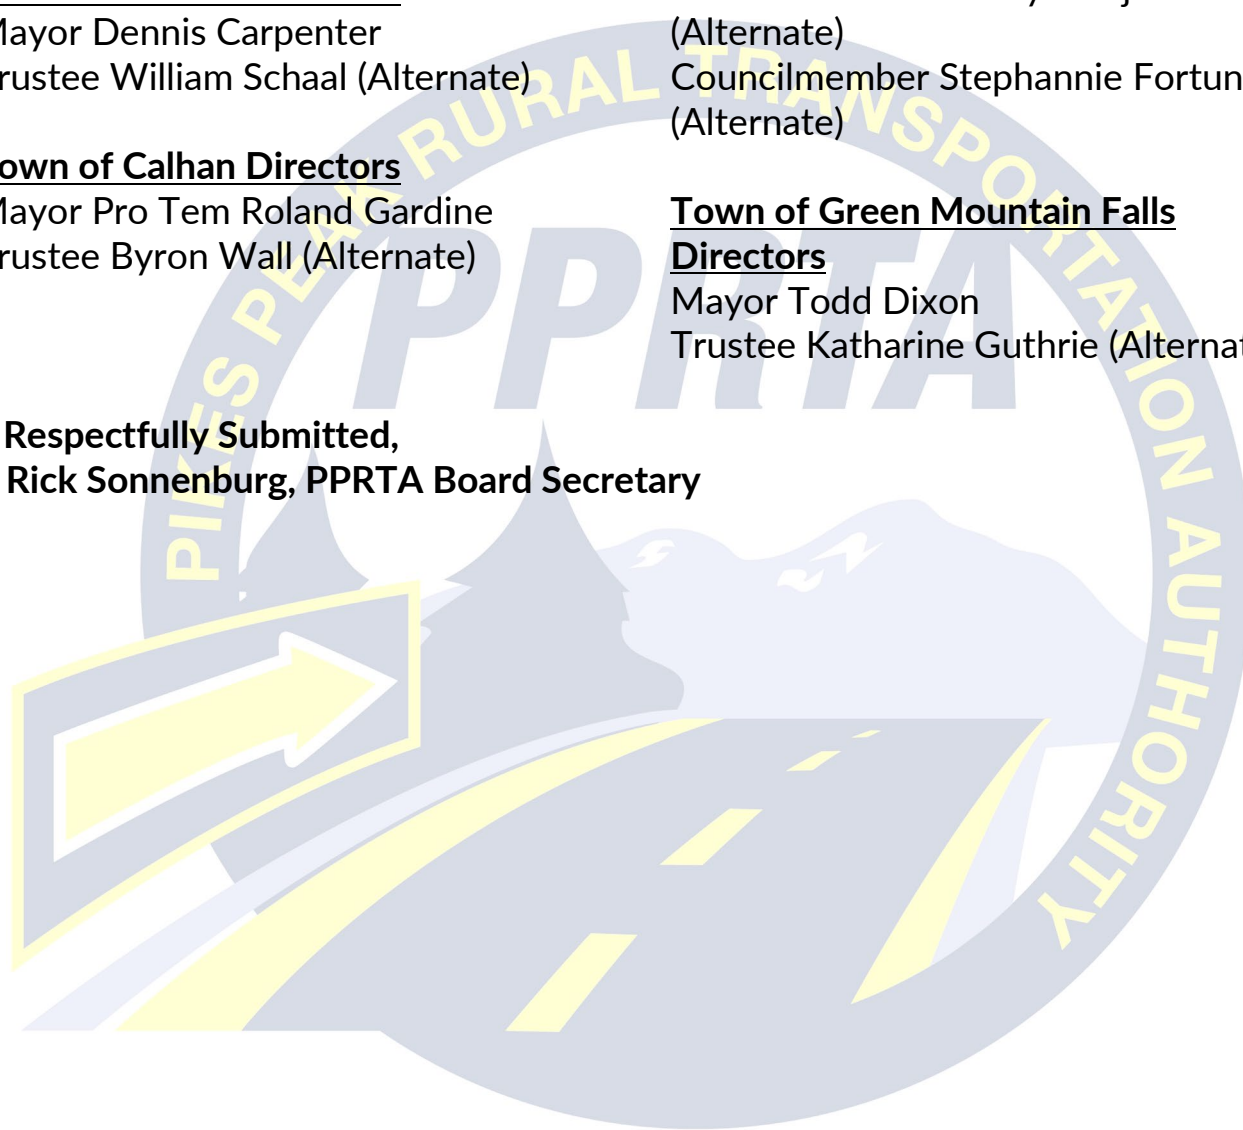 Mayor Dennis Carpenter
Trustee William Schaal (Alternate)
Town of Calhan Directors
Mayor Pro Tem Roland Gardine
Trustee Byron Wall (Alternate)
(Alternate)
Councilmember Stephannie Fortun
(Alternate)
Town of Green Mountain Falls
Directors
Mayor Todd Dixon
Trustee Katharine Guthrie (Alternat
Respectfully Submitted,
Rick Sonnenburg, PPRTA Board Secretary
PIKES PEAK RURAL TRANSPORTATION AUTHORITY
PPRTA